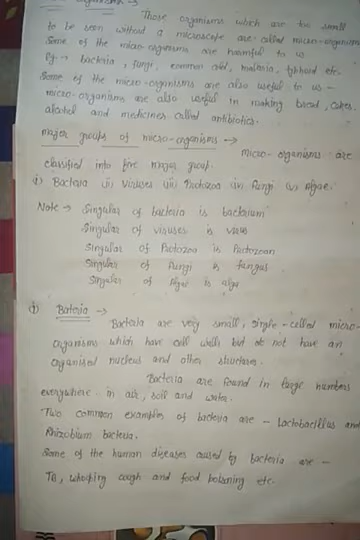 Those organisms which are too small
to be seen without a microscope are called micro-organisms
Some of the micro-organisms are harmful to us
Eg:- bacteria, fungi, common cold, malaria, typhoid etc.
Some of the micro-organisms are also useful to us -
micro-organisms are also useful in making bread, cakes,
alcohol and medicines called antibiotics.
major groups of micro-organisms →
micro-organisms are
classified into five major group.
(i) Bacteria (ii) viruses (iii) Protozoa (iv) Fungi (v) Algae.
Note → Singular of bacteria is bacterium
Singular of viruses is virus
Singular of Protozoa is Protozoan
Singular of Fungi is fungus
Singular of Algae is alga
(i) Bateria →
Bacteria are very small, single-celled micro-
organisms which have cell walls but do not have an
organised nucleus and other structures.
Bacteria are found in large numbers
everywhere - in air, soil and water.
Two common examples of bacteria are - Lactobacillus and
Rhizobium bacteria.
Some of the human diseases caused by bacteria are -
TB, whooping cough and food poisoning etc.